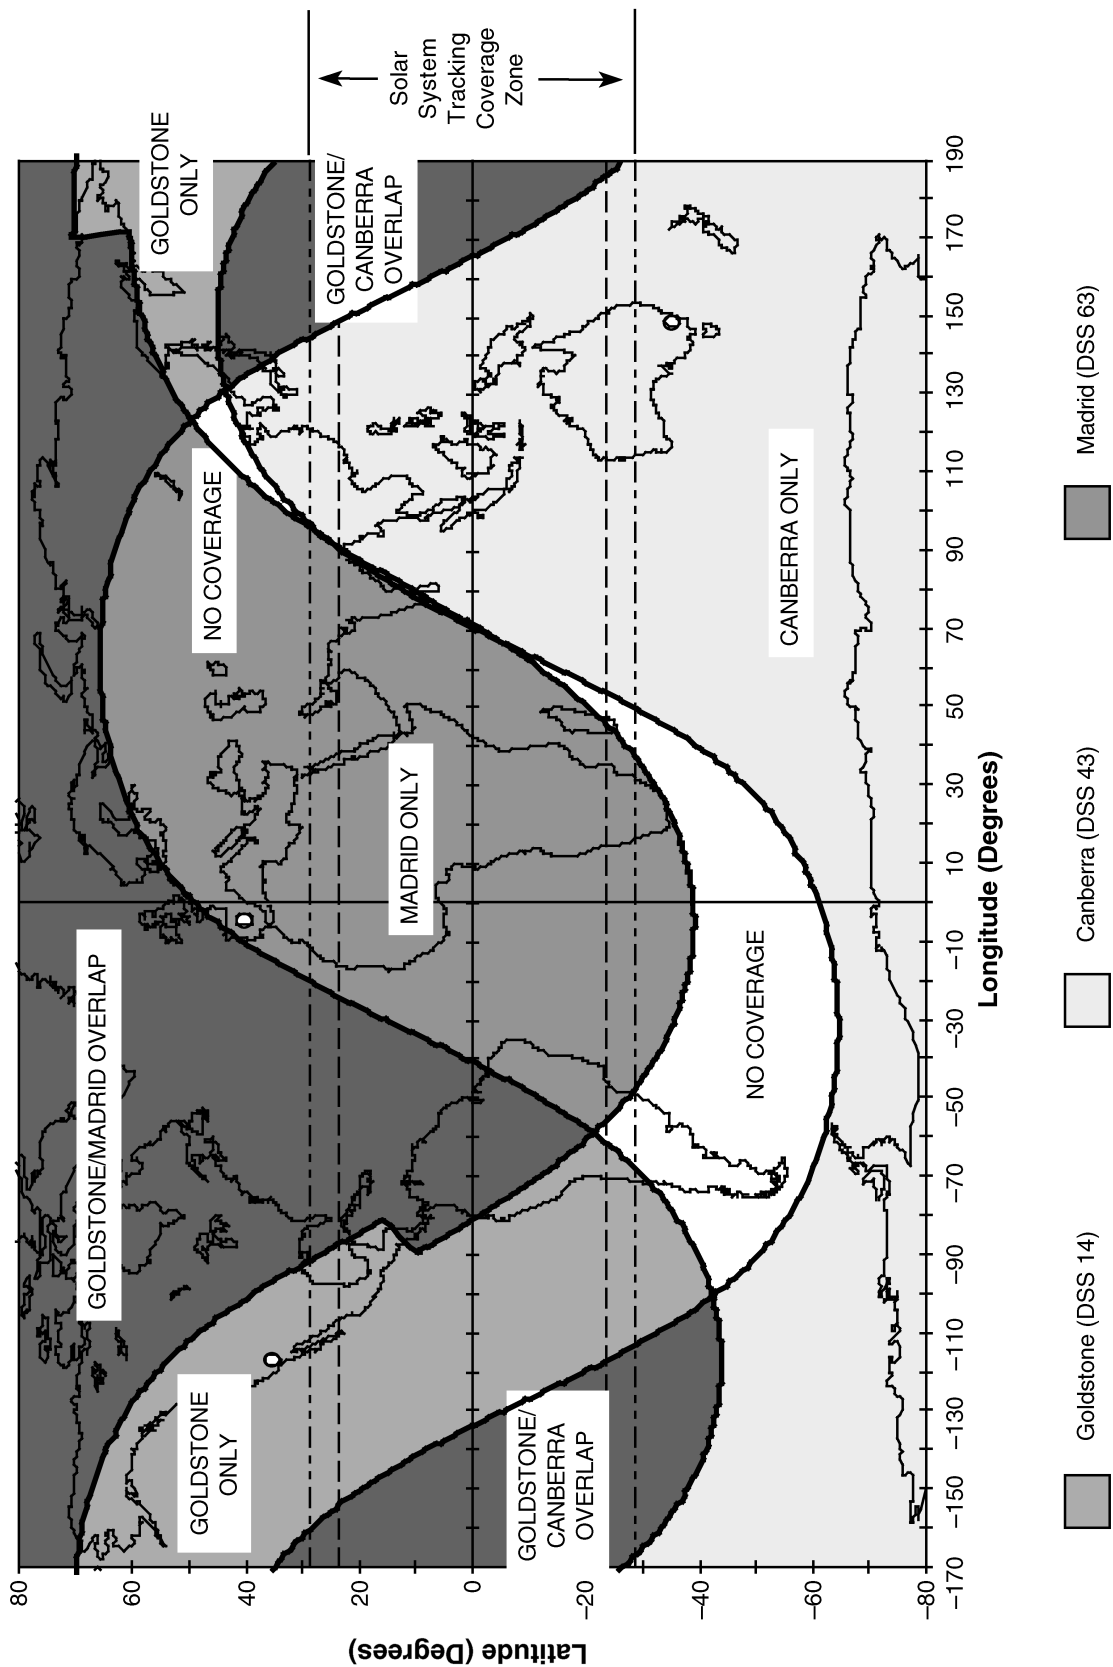 Solar
System
Tracking
Coverage
Zone
GOLDSTONE
ONLY
GOLDSTONE/
CANBERRA
OVERLAP
NO COVERAGE
CANBERRA ONLY
MADRID ONLY
GOLDSTONE/MADRID OVERLAP
NO COVERAGE
GOLDSTONE
ONLY
GOLDSTONE/
CANBERRA
OVERLAP
80
60
40
20
0
–20
–40
–60
–80
Latitude (Degrees)
–170
–150
–130
–110
–90
–70
–50
–30
–10
10
30
50
70
90
110
130
150
170
190
Longitude (Degrees)
Goldstone (DSS 14)
Canberra (DSS 43)
Madrid (DSS 63)